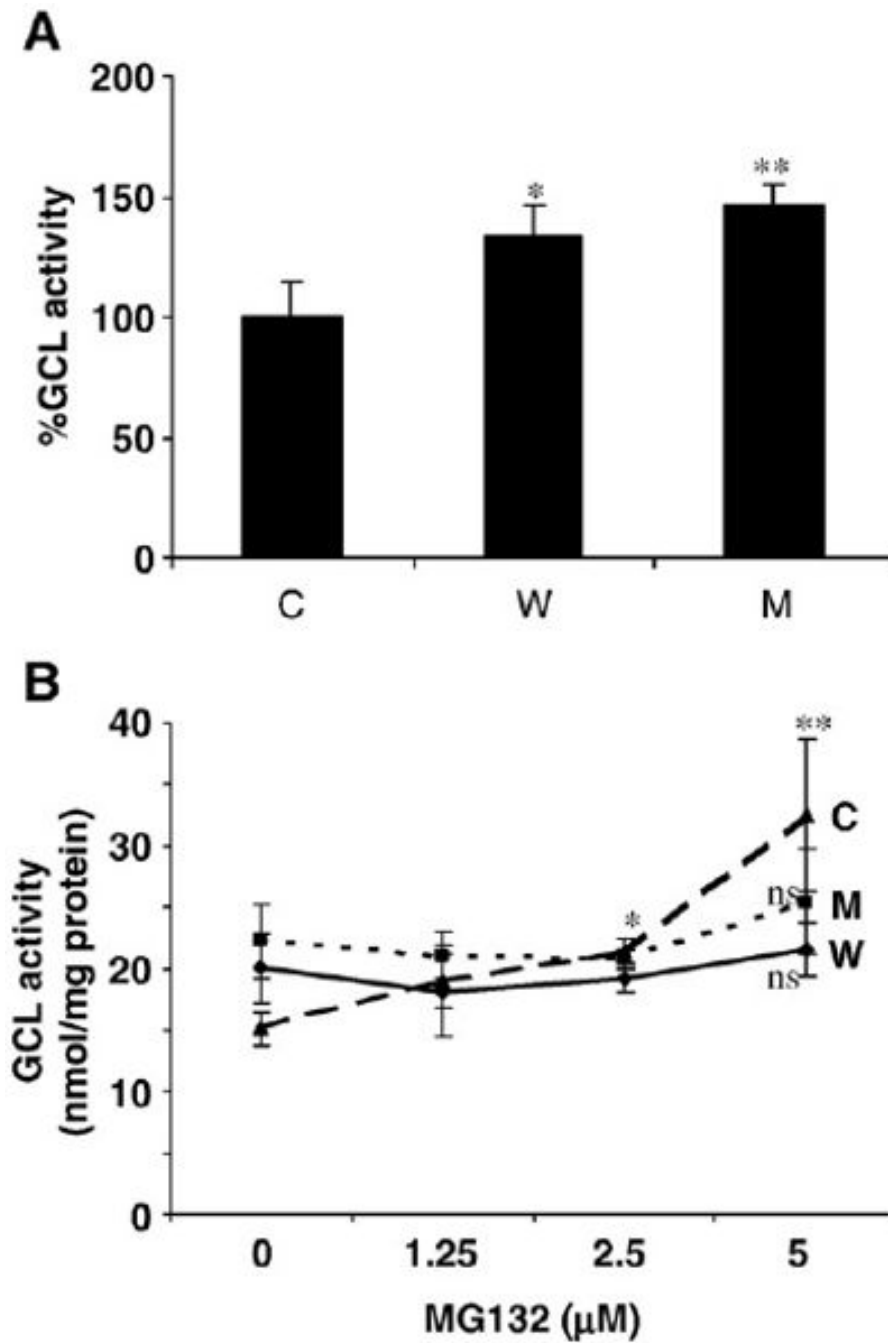 A
200
150
100
50
0
%GCL activity
*
**
C
W
M
B
40
30
20
10
0
GCL activity
(nmol/mg protein)
*
**
C
ns
M
W
ns
0
1.25
2.5
5
MG132 (μM)